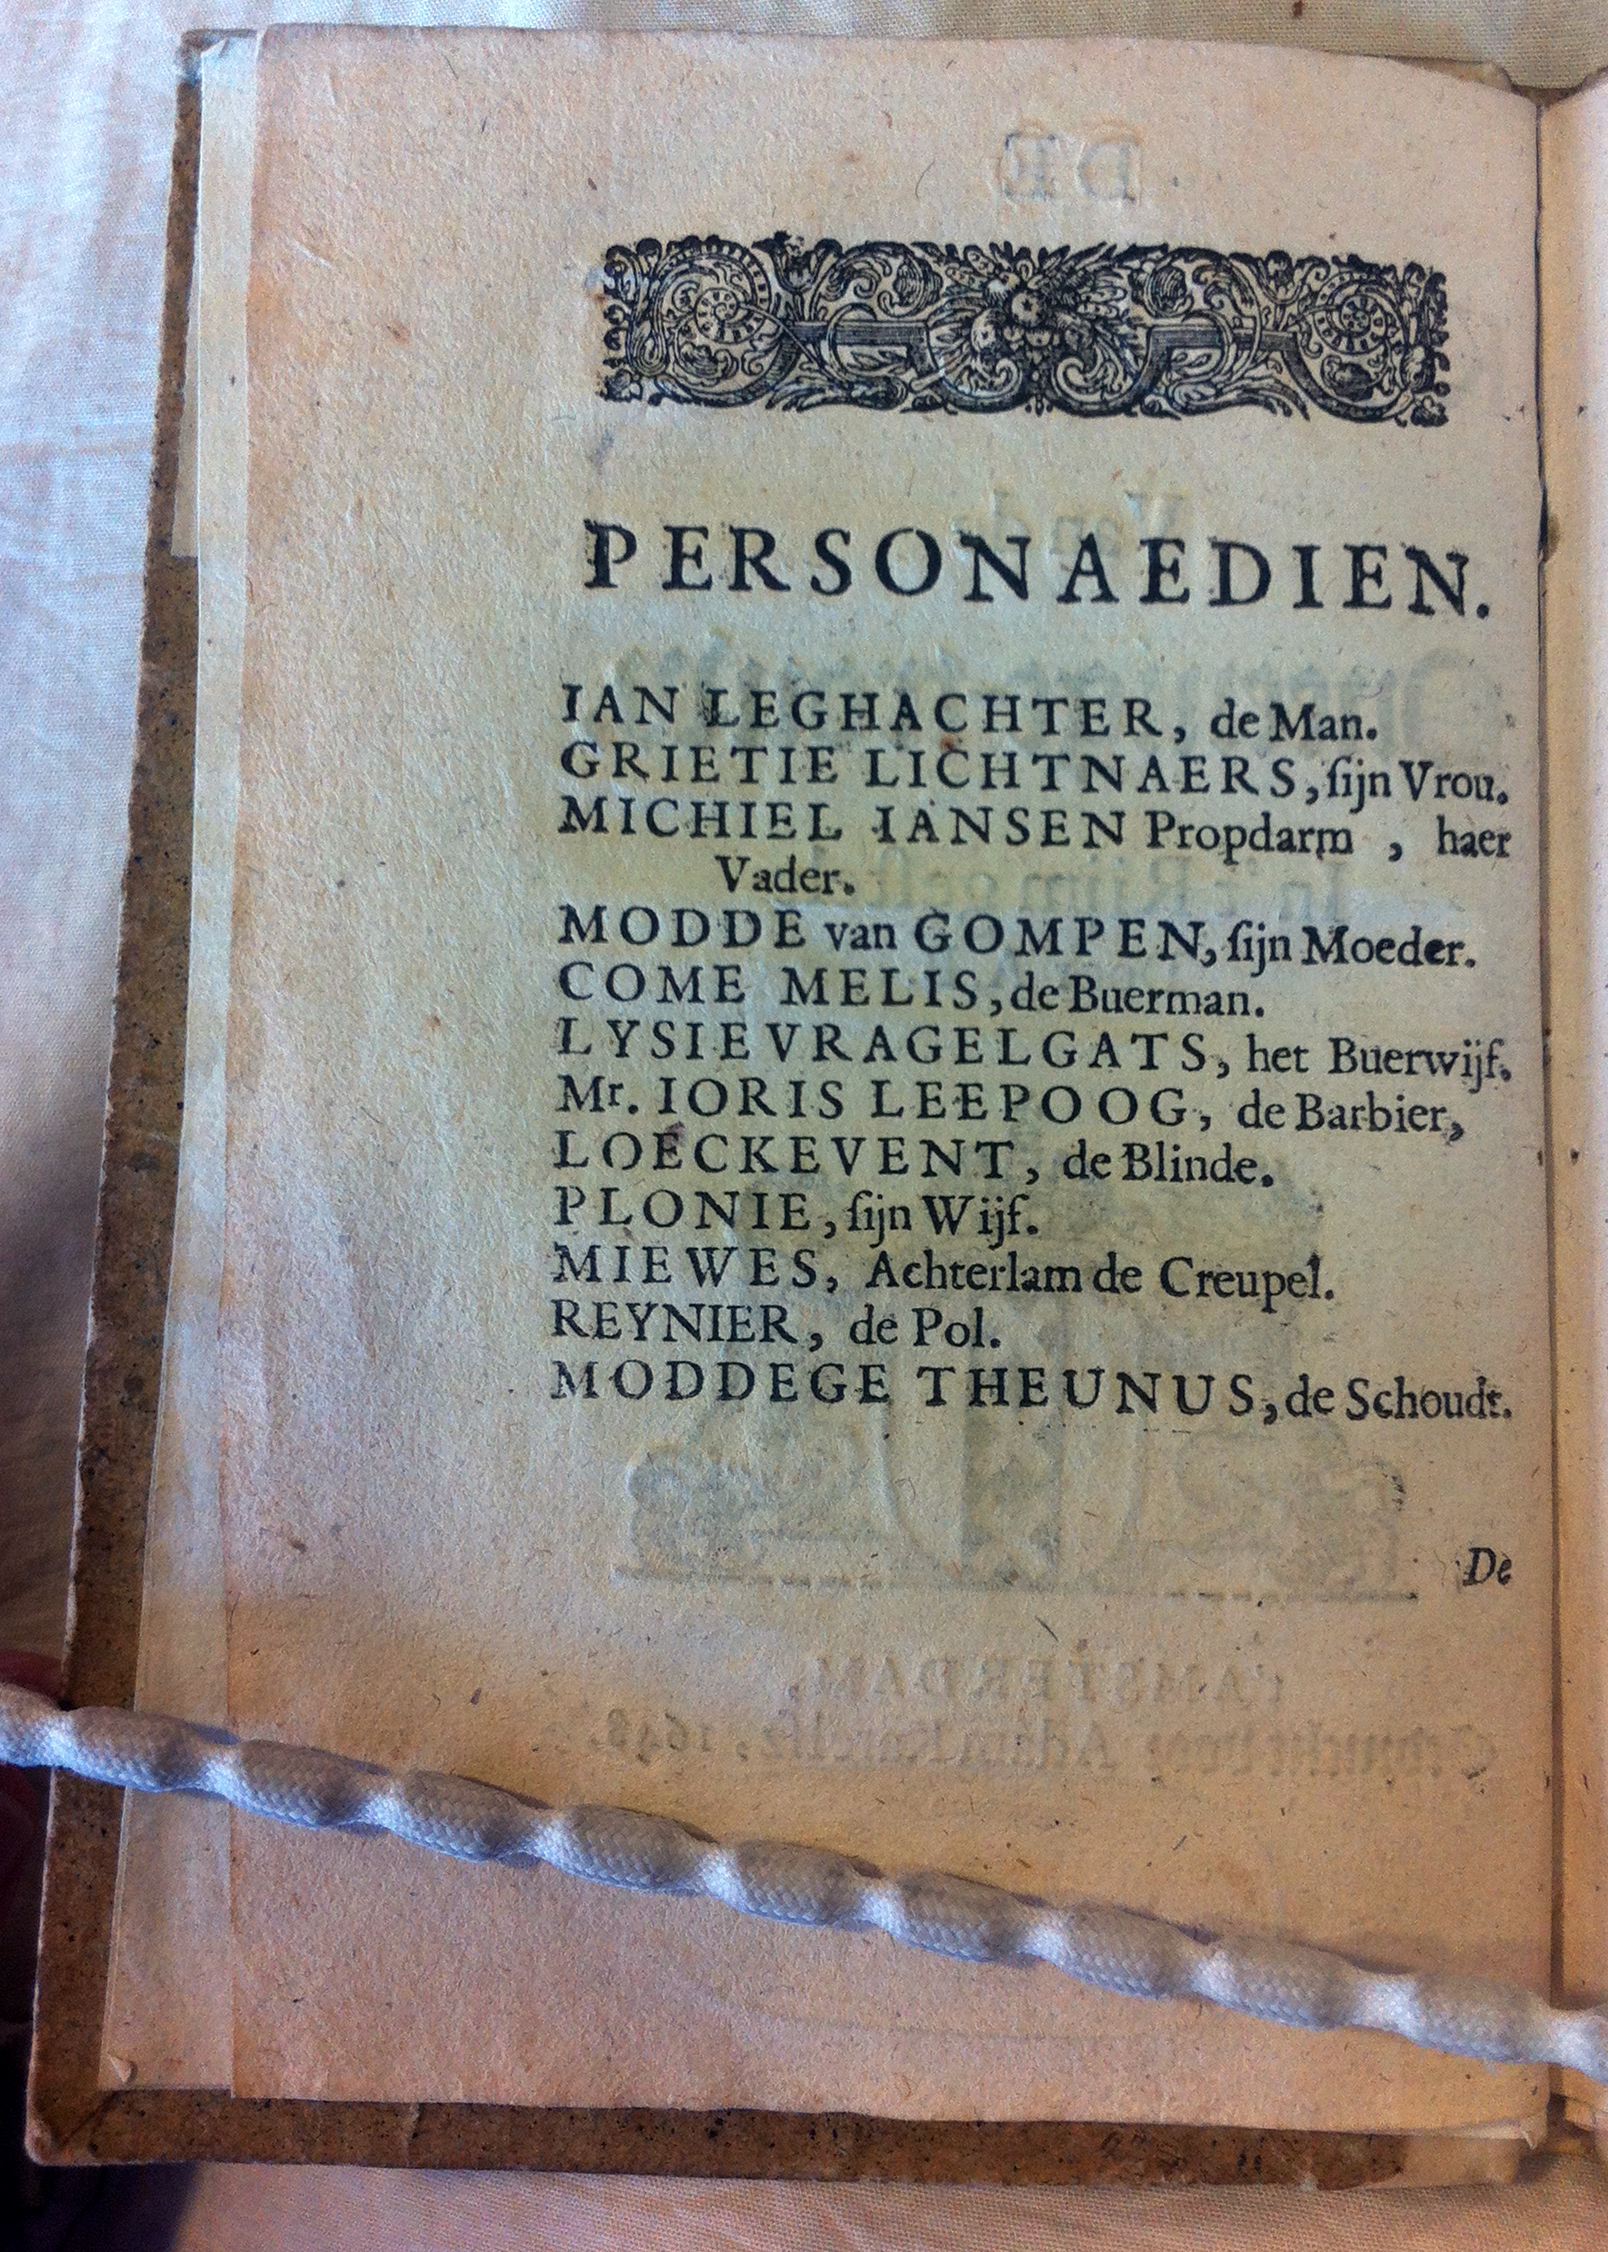 PERSONAEDIEN.
IAN LEGHACHTER, de Man.
GRIETIE LICHTNAERS, ſijn Vrou.
MICHIEL IANSEN Propdarm , haer
Vader.
MODDE van GOMPEN, ſijn Moeder.
COME MELIS, de Buerman.
LYSIE VRAGELGATS, het Buerwijf.
Mr. IORIS LEEPOOG, de Barbier,
LOECKEVENT, de Blinde.
PLONIE, ſijn Wijf.
MIEWES, Achterlam de Creupel.
REYNIER, de Pol.
MODDEGE THEUNUS, de Schoudt.
De